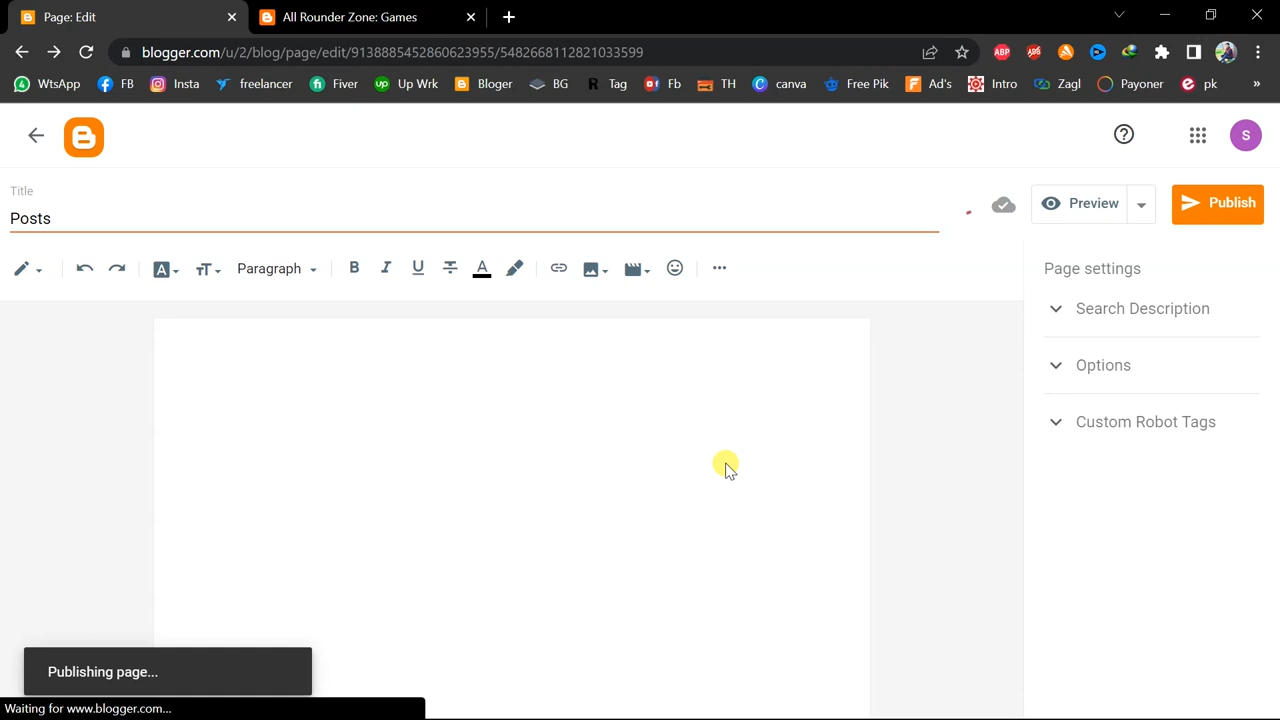 Page: Edit
All Rounder Zone: Games
blogger.com/u/2/blog/page/edit/9138885452860623955/5482668112821033599
ABP
WtsApp FB Insta freelancer Fiver Up Wrk Bloger BG Tag Fb TH canva Free Pik Ad's Intro Zagl Payoner pk »
S
Title
Posts
Preview
Publish
Paragraph
Page settings
Search Description
Options
Custom Robot Tags
Publishing page...
Waiting for www.blogger.com...